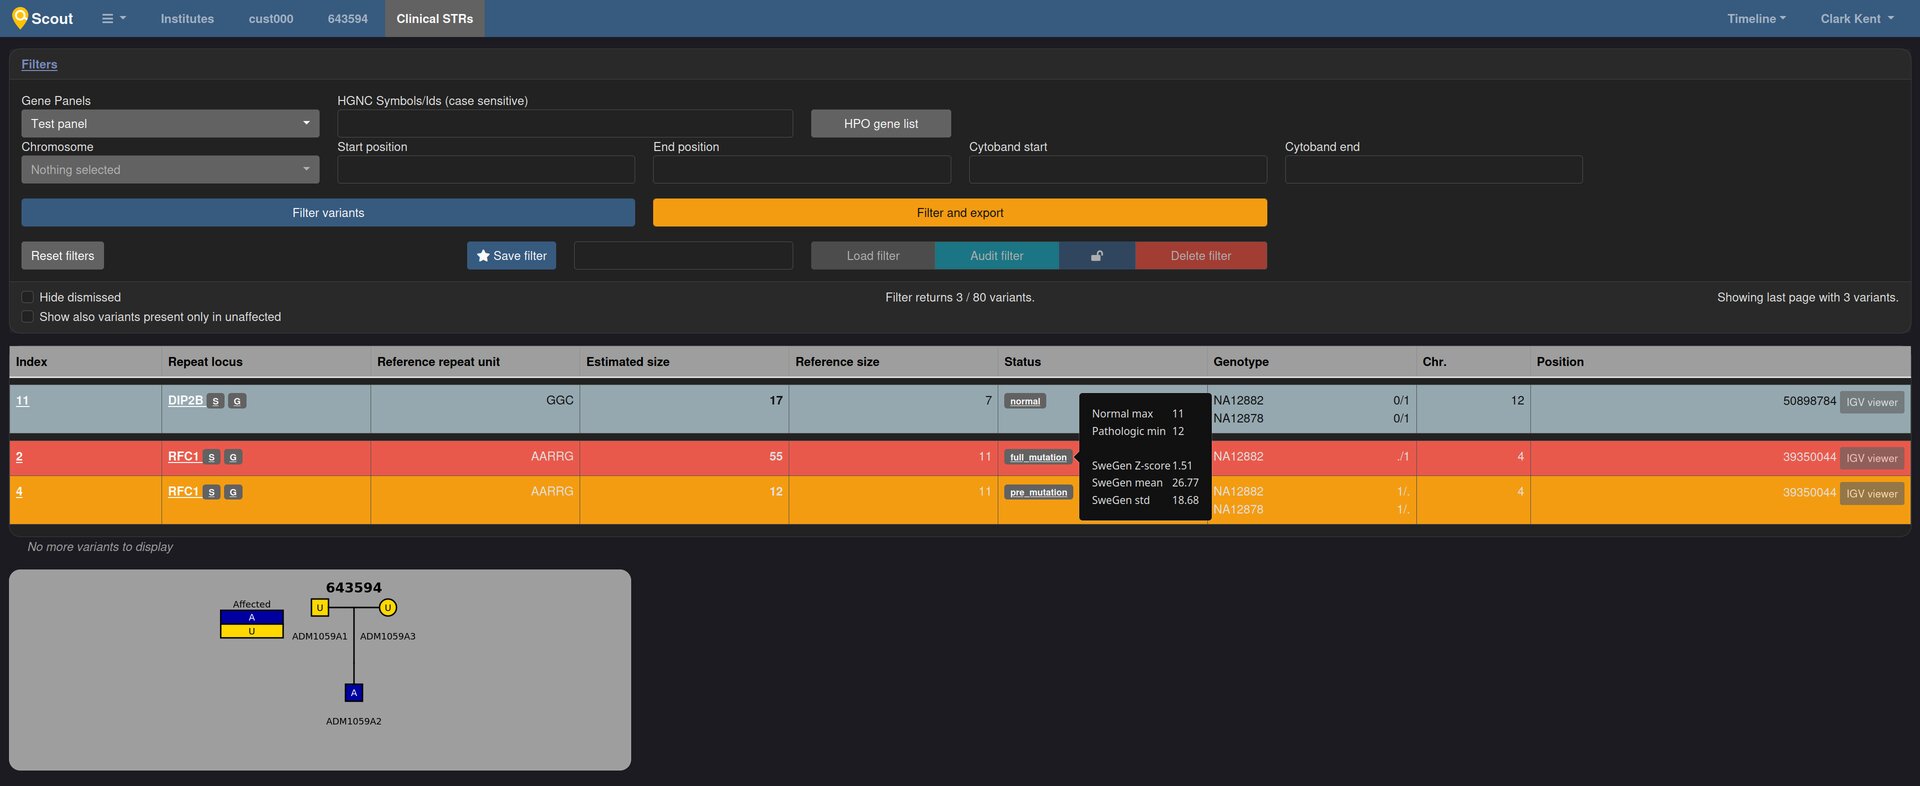 Scout Institutes cust000 643594 Clinical STRs Timeline Clark Kent
Filters
Gene Panels HGNC Symbols/Ids (case sensitive)
Test panel HPO gene list
Chromosome Start position End position Cytoband start Cytoband end
Nothing selected
Filter variants Filter and export
Reset filters Save filter Load filter Audit filter Delete filter
Hide dismissed Filter returns 3 / 80 variants. Showing last page with 3 variants.
Show also variants present only in unaffected
Index Repeat locus Reference repeat unit Estimated size Reference size Status Genotype Chr. Position
11 DIP2B S G GGC 17 7 normal NA12882 0/1 12 50898784 IGV viewer
NA12878 0/1
2 RFC1 S G AARRG 55 11 full_mutation NA12882 ./1 4 39350044 IGV viewer
4 RFC1 S G AARRG 12 11 pre_mutation NA12882 1/. 4 39350044 IGV viewer
NA12878 1/.
Normal max 11
Pathologic min 12
SweGen Z-score 1.51
SweGen mean 26.77
SweGen std 18.68
No more variants to display
643594
Affected
A
U
U U
ADM1059A1 ADM1059A3
A
ADM1059A2